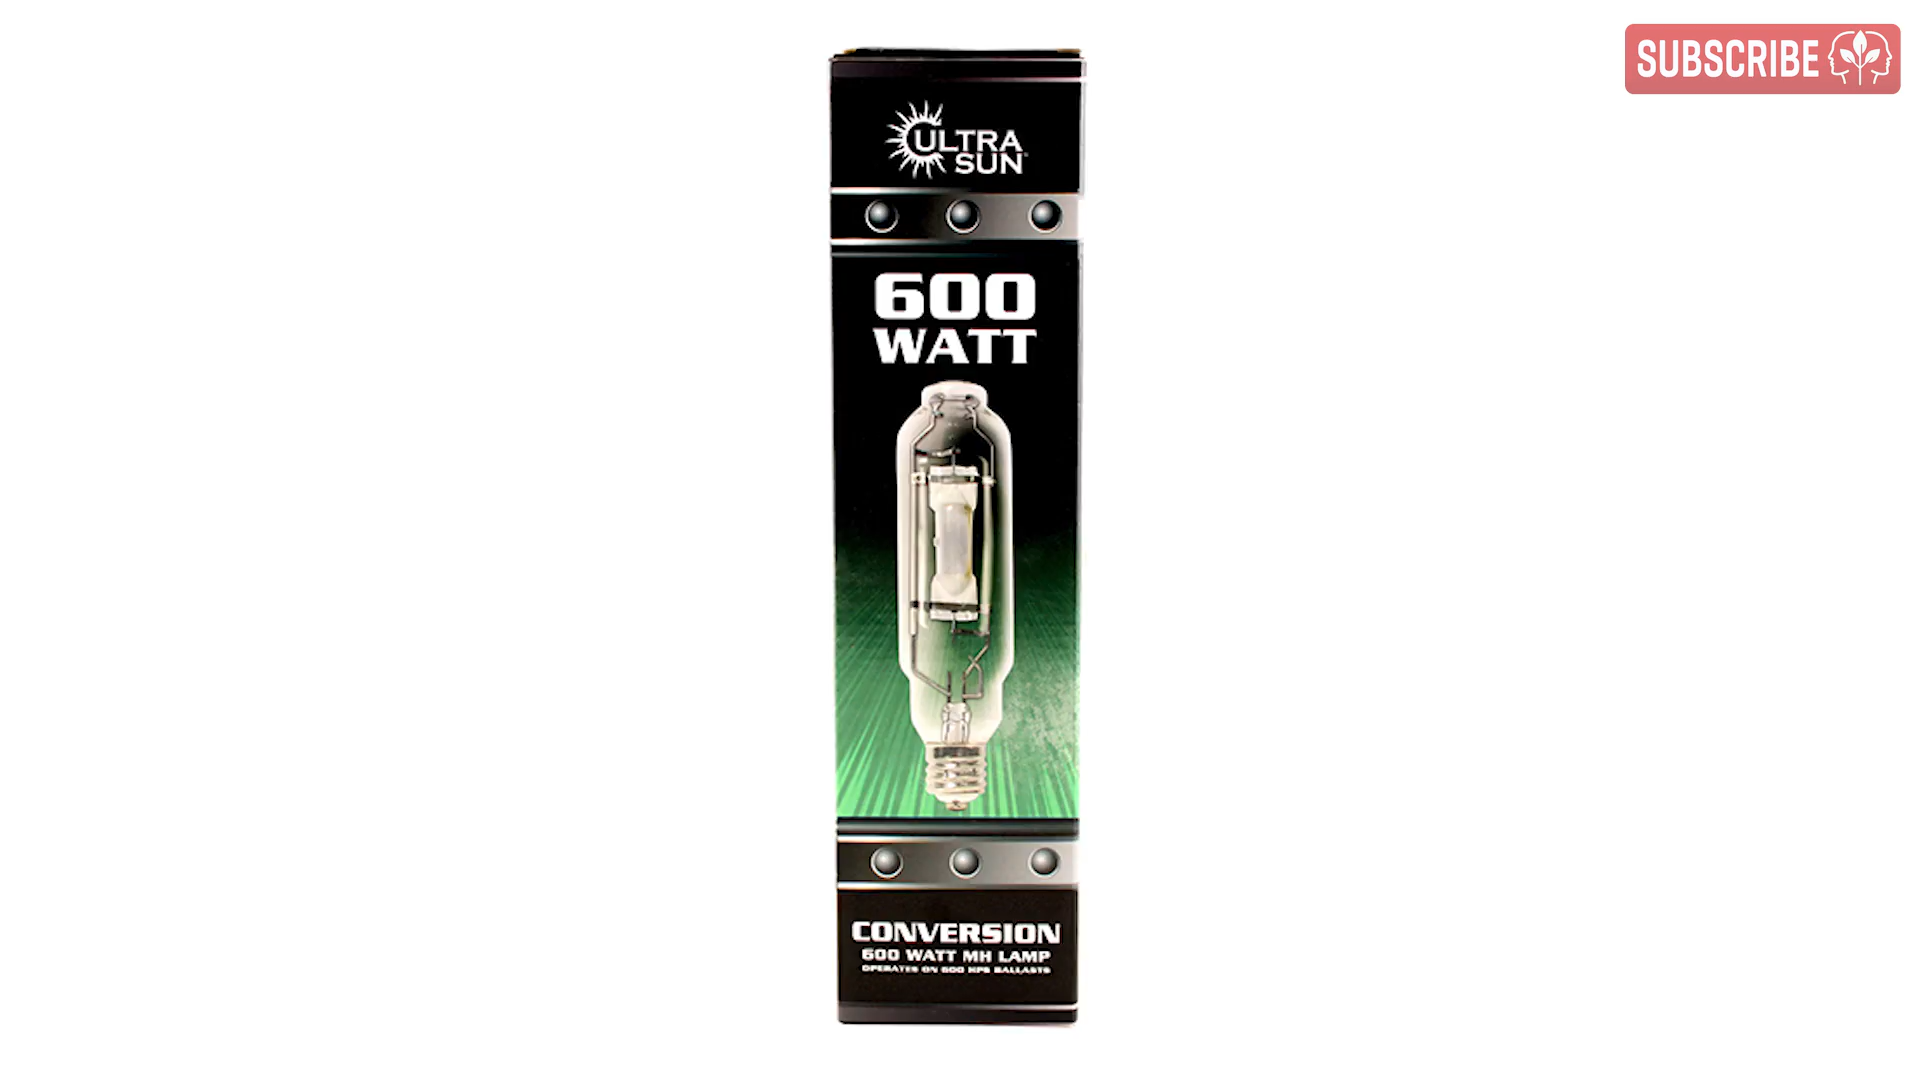 SUBSCRIBE
ULTRA
SUN
600
WATT
CONVERSION
600 WATT MH LAMP
OPERATES ON 600 HPS BALLASTS